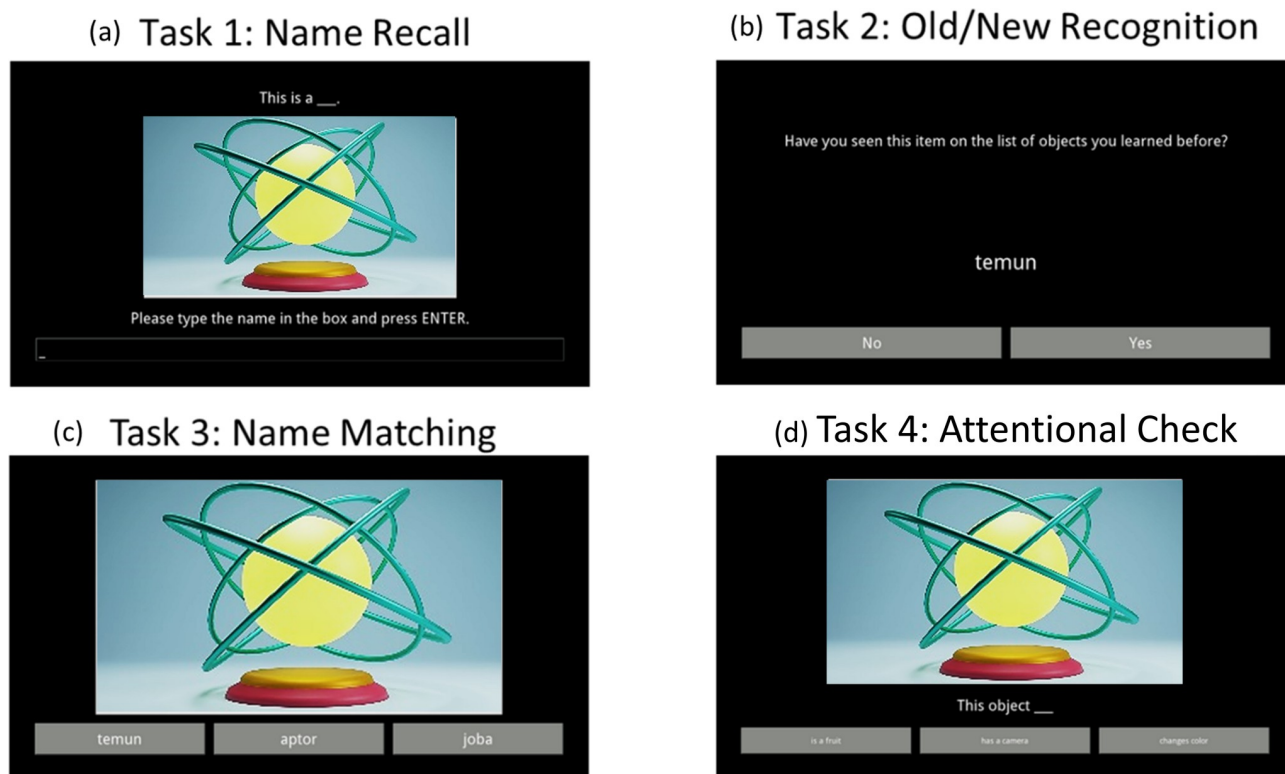 (a) Task 1: Name Recall
This is a ___.
Please type the name in the box and press ENTER.
_
(b) Task 2: Old/New Recognition
Have you seen this item on the list of objects you learned before?
temun
No Yes
(c) Task 3: Name Matching
temun aptor joba
(d) Task 4: Attentional Check
This object ___
is a fruit has a camera changes color